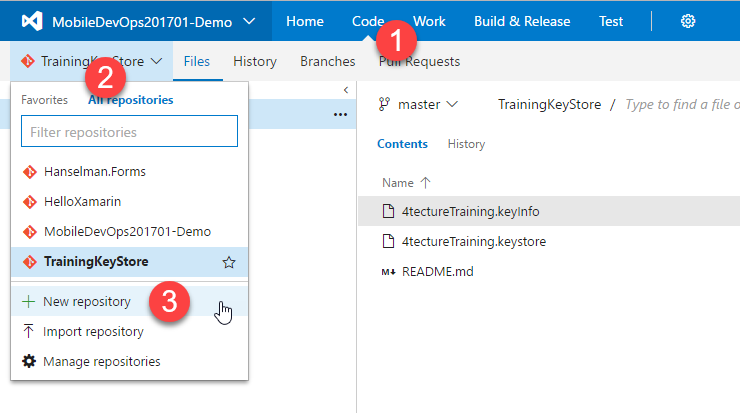 MobileDevOps201701-Demo Home Code Work Build & Release Test
1
TrainingKeyStore Files History Branches Pull Requests
2
Favorites All repositories
Filter repositories
Hanselman.Forms
HelloXamarin
MobileDevOps201701-Demo
TrainingKeyStore
New repository 3
Import repository
Manage repositories
master TrainingKeyStore / Type to find a file o
Contents History
Name
4tectureTraining.keyInfo
4tectureTraining.keystore
M↓ README.md